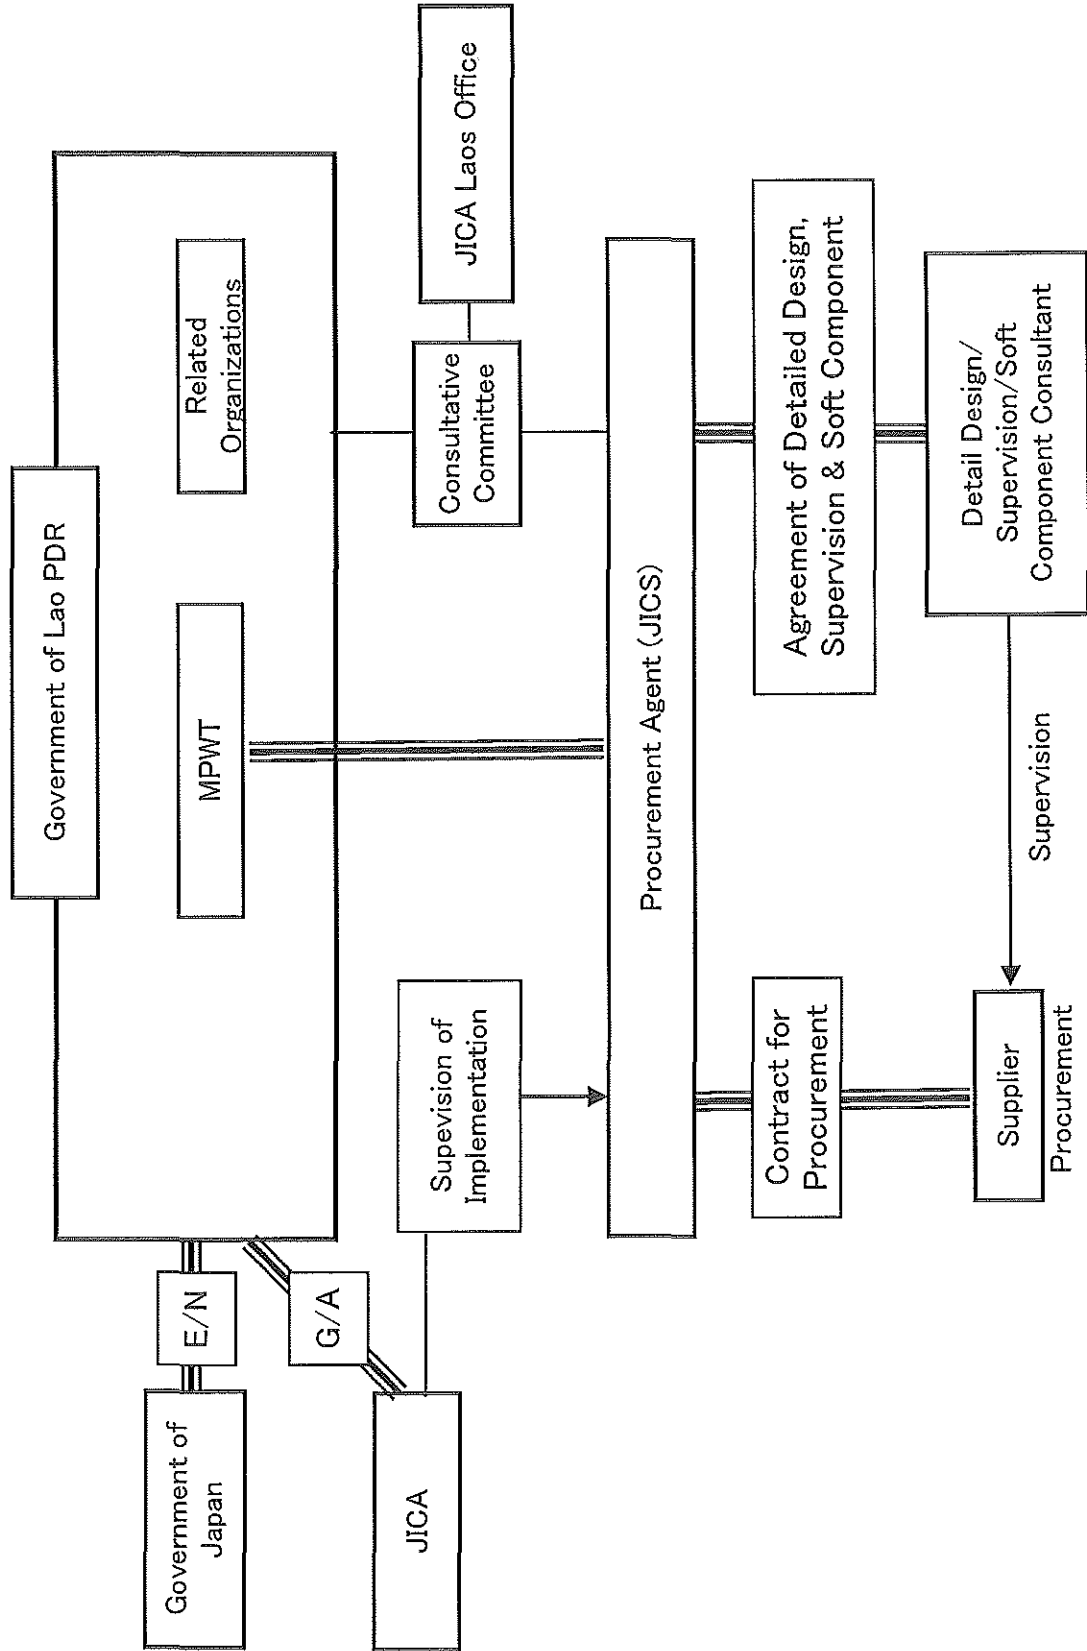 Government of Lao PDR
Related
Organizations
MPWT
Government of
Japan
E/N
G/A
JICA
Supevision of
Implementation
Consultative
Committee
JICA Laos Office
Procurement Agent (JICS)
Contract for
Procurement
Agreement of Detailed Design,
Supervision & Soft Component
Supplier
Procurement
Supervision
Detail Design/
Supervision/Soft
Component Consultant